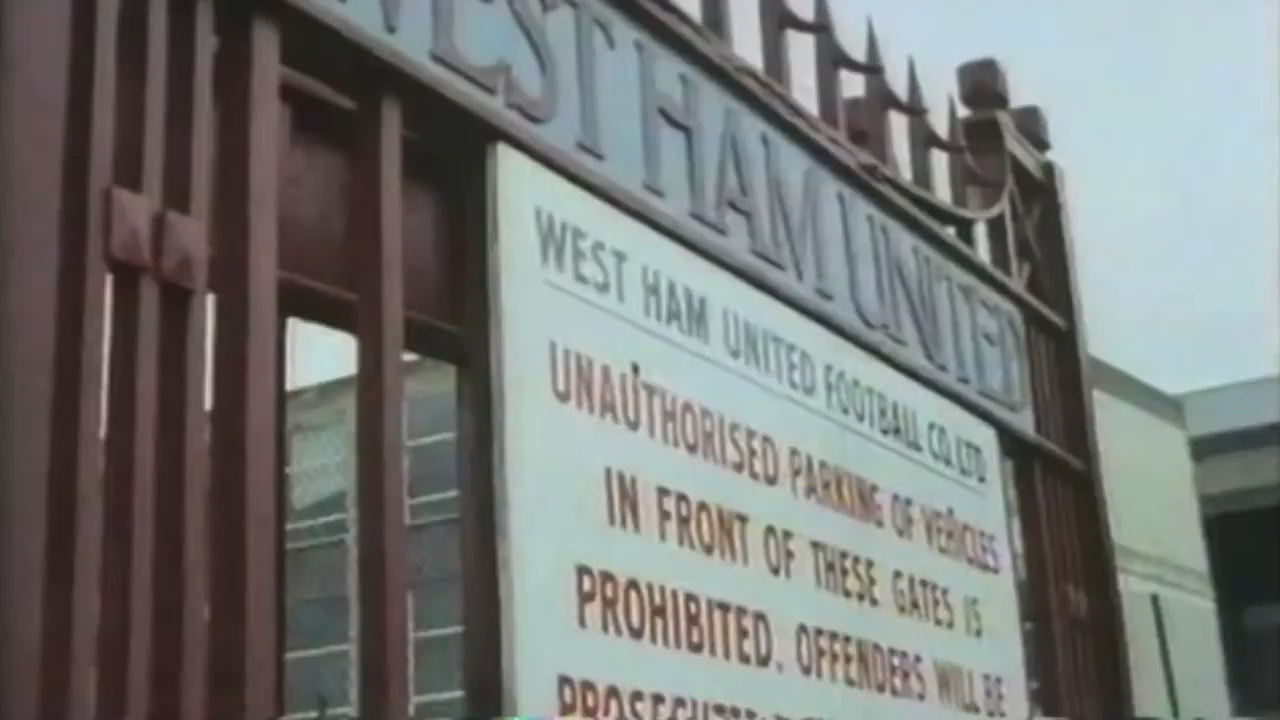 WEST HAM UNITED
WEST HAM UNITED FOOTBALL CO. LTD
UNAUTHORISED PARKING OF VEHICLES
IN FRONT OF THESE GATES IS
PROHIBITED. OFFENDERS WILL BE